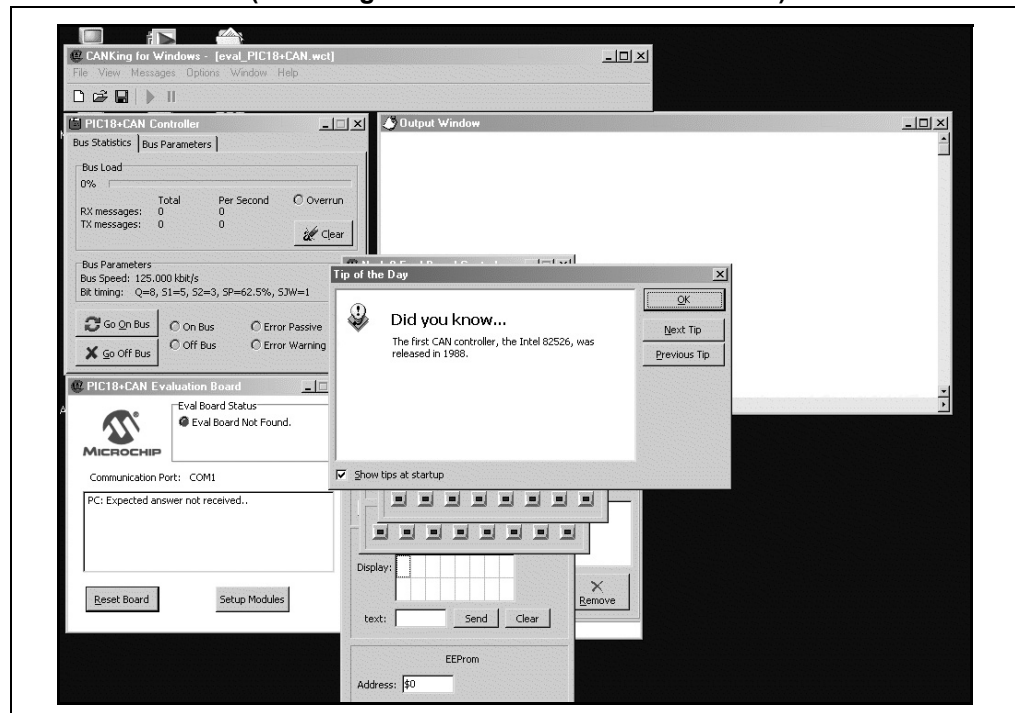 CANKing for Windows - [eval_PIC18+CAN.wct]
File View Messages Options Window Help
PIC18+CAN Controller
Bus Statistics Bus Parameters
Bus Load
0%
Total Per Second Overrun
RX messages: 0 0
TX messages: 0 0
Clear
Bus Parameters
Bus Speed: 125.000 kbit/s
Bit timing: Q=8, S1=5, S2=3, SP=62.5%, SJW=1
Go On Bus On Bus Error Passive
Go Off Bus Off Bus Error Warning
Output Window
Tip of the Day
Did you know...
The first CAN controller, the Intel 82526, was
released in 1988.
OK
Next Tip
Previous Tip
Show tips at startup
PIC18+CAN Evaluation Board
Eval Board Status
Eval Board Not Found.
MICROCHIP
Communication Port: COM1
PC: Expected answer not received..
Reset Board Setup Modules
Display:
text: Send Clear
Remove
EEProm
Address: $0